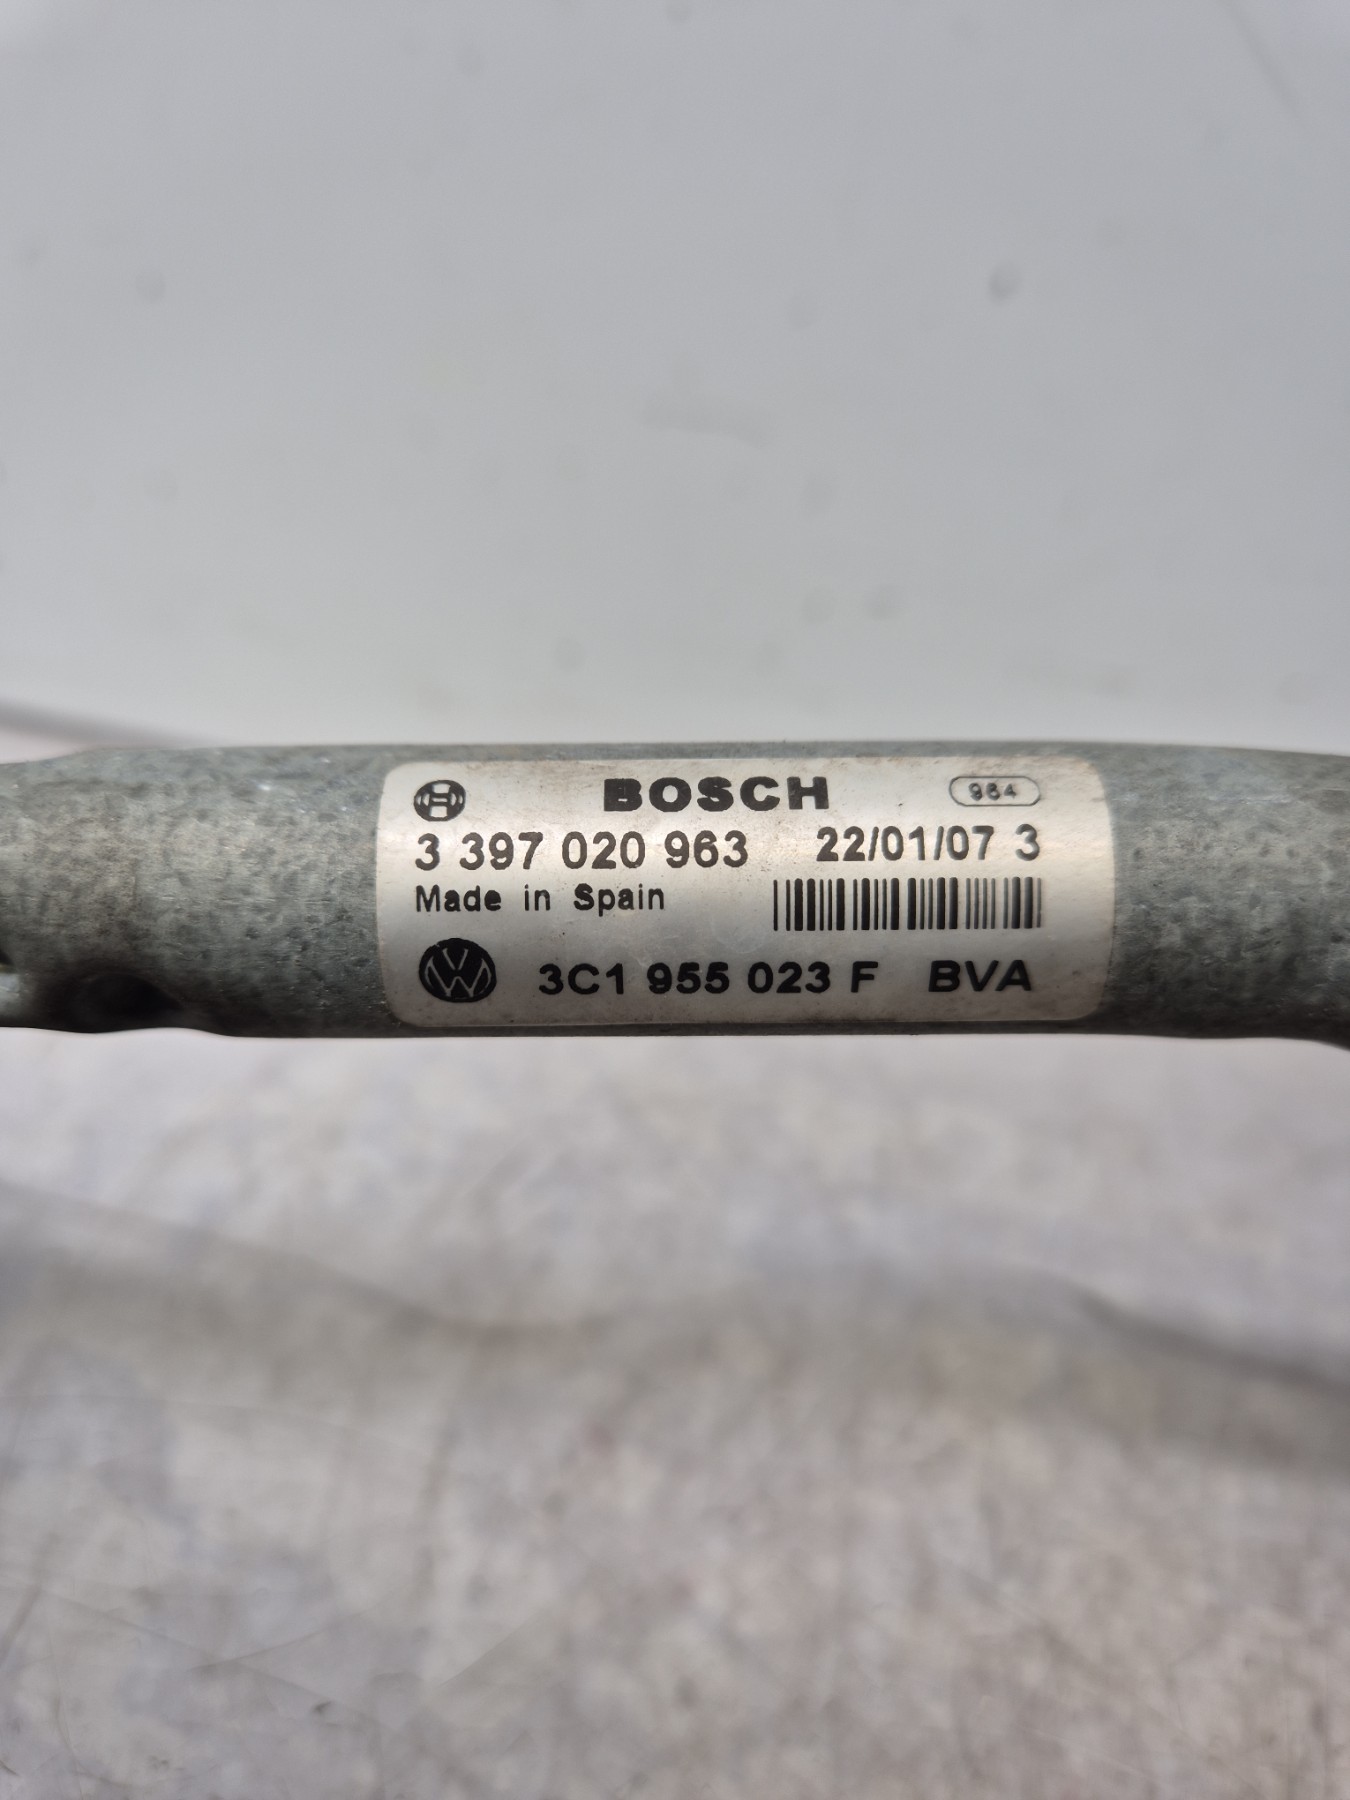 BOSCH 964
3 397 020 963 22/01/07 3
Made in Spain
3C1 955 023 F BVA